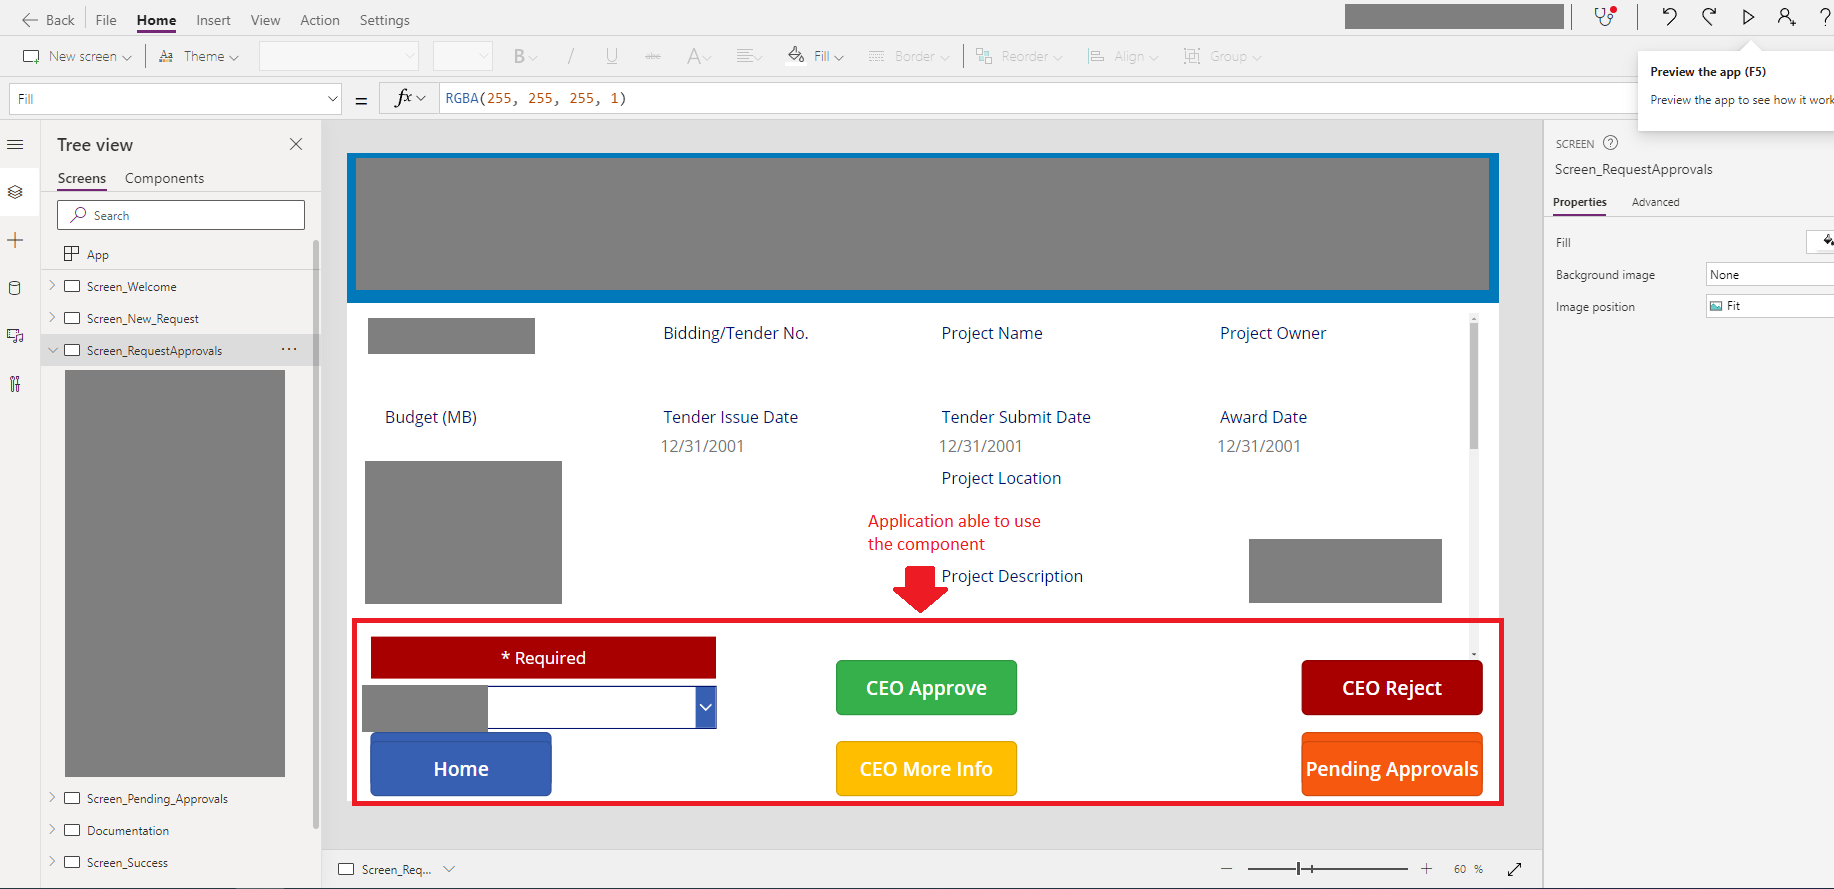 Back File Home Insert View Action Settings
New screen Theme B / U abc A Fill Border Reorder Align Group
Preview the app (F5)
Preview the app to see how it work
Fill = fx RGBA(255, 255, 255, 1)
Tree view
Screens Components
Search
App
Screen_Welcome
Screen_New_Request
Screen_RequestApprovals ...
Screen_Pending_Approvals
Documentation
Screen_Success
Bidding/Tender No. Project Name Project Owner
Budget (MB) Tender Issue Date Tender Submit Date Award Date
12/31/2001 12/31/2001 12/31/2001
Project Location
Application able to use
the component
Project Description
* Required
CEO Approve CEO Reject
Home CEO More Info Pending Approvals
Screen_Req... 60 %
SCREEN ?
Screen_RequestApprovals
Properties Advanced
Fill
Background image None
Image position Fit